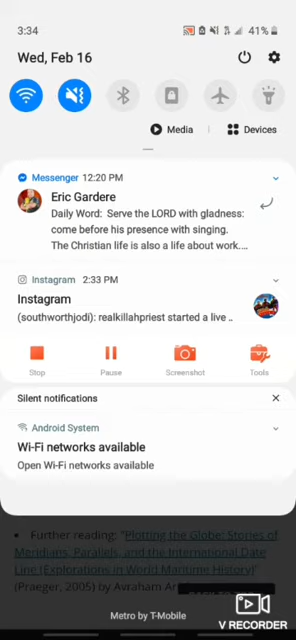 3:34
41%
Wed, Feb 16
Media
Devices
Messenger 12:20 PM
Eric Gardere
Daily Word: Serve the LORD with gladness:
come before his presence with singing.
The Christian life is also a life about work....
Instagram 2:33 PM
Instagram
(southworthjodi): realkillahpriest started a live ..
Stop
Pause
Screenshot
Tools
Silent notifications
Android System
Wi-Fi networks available
Open Wi-Fi networks available
Further reading: "Plotting the Globe: Stories of
Meridians, Parallels, and the International Date
Line (Explorations in World Maritime History)"
(Praeger, 2005) by Avraham
Metro by T-Mobile
V RECORDER